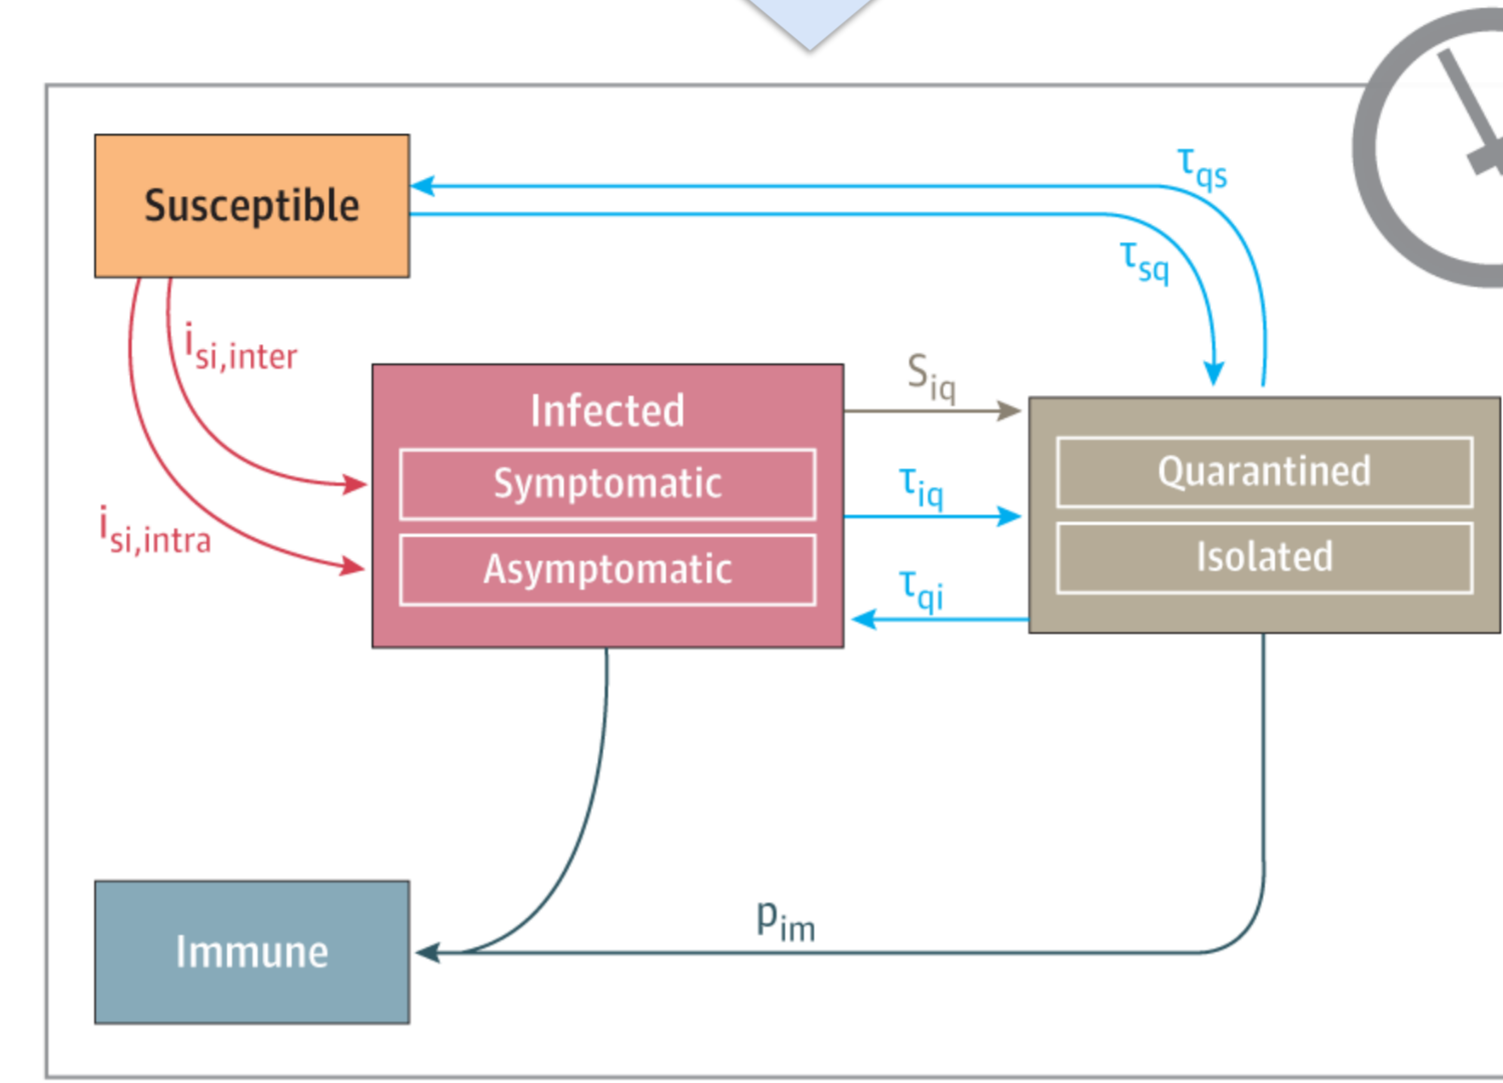 τqs
Susceptible
τsq
isi,inter
Siq
Infected
Symptomatic
τiq
Quarantined
isi,intra
Asymptomatic
Isolated
τqi
pim
Immune